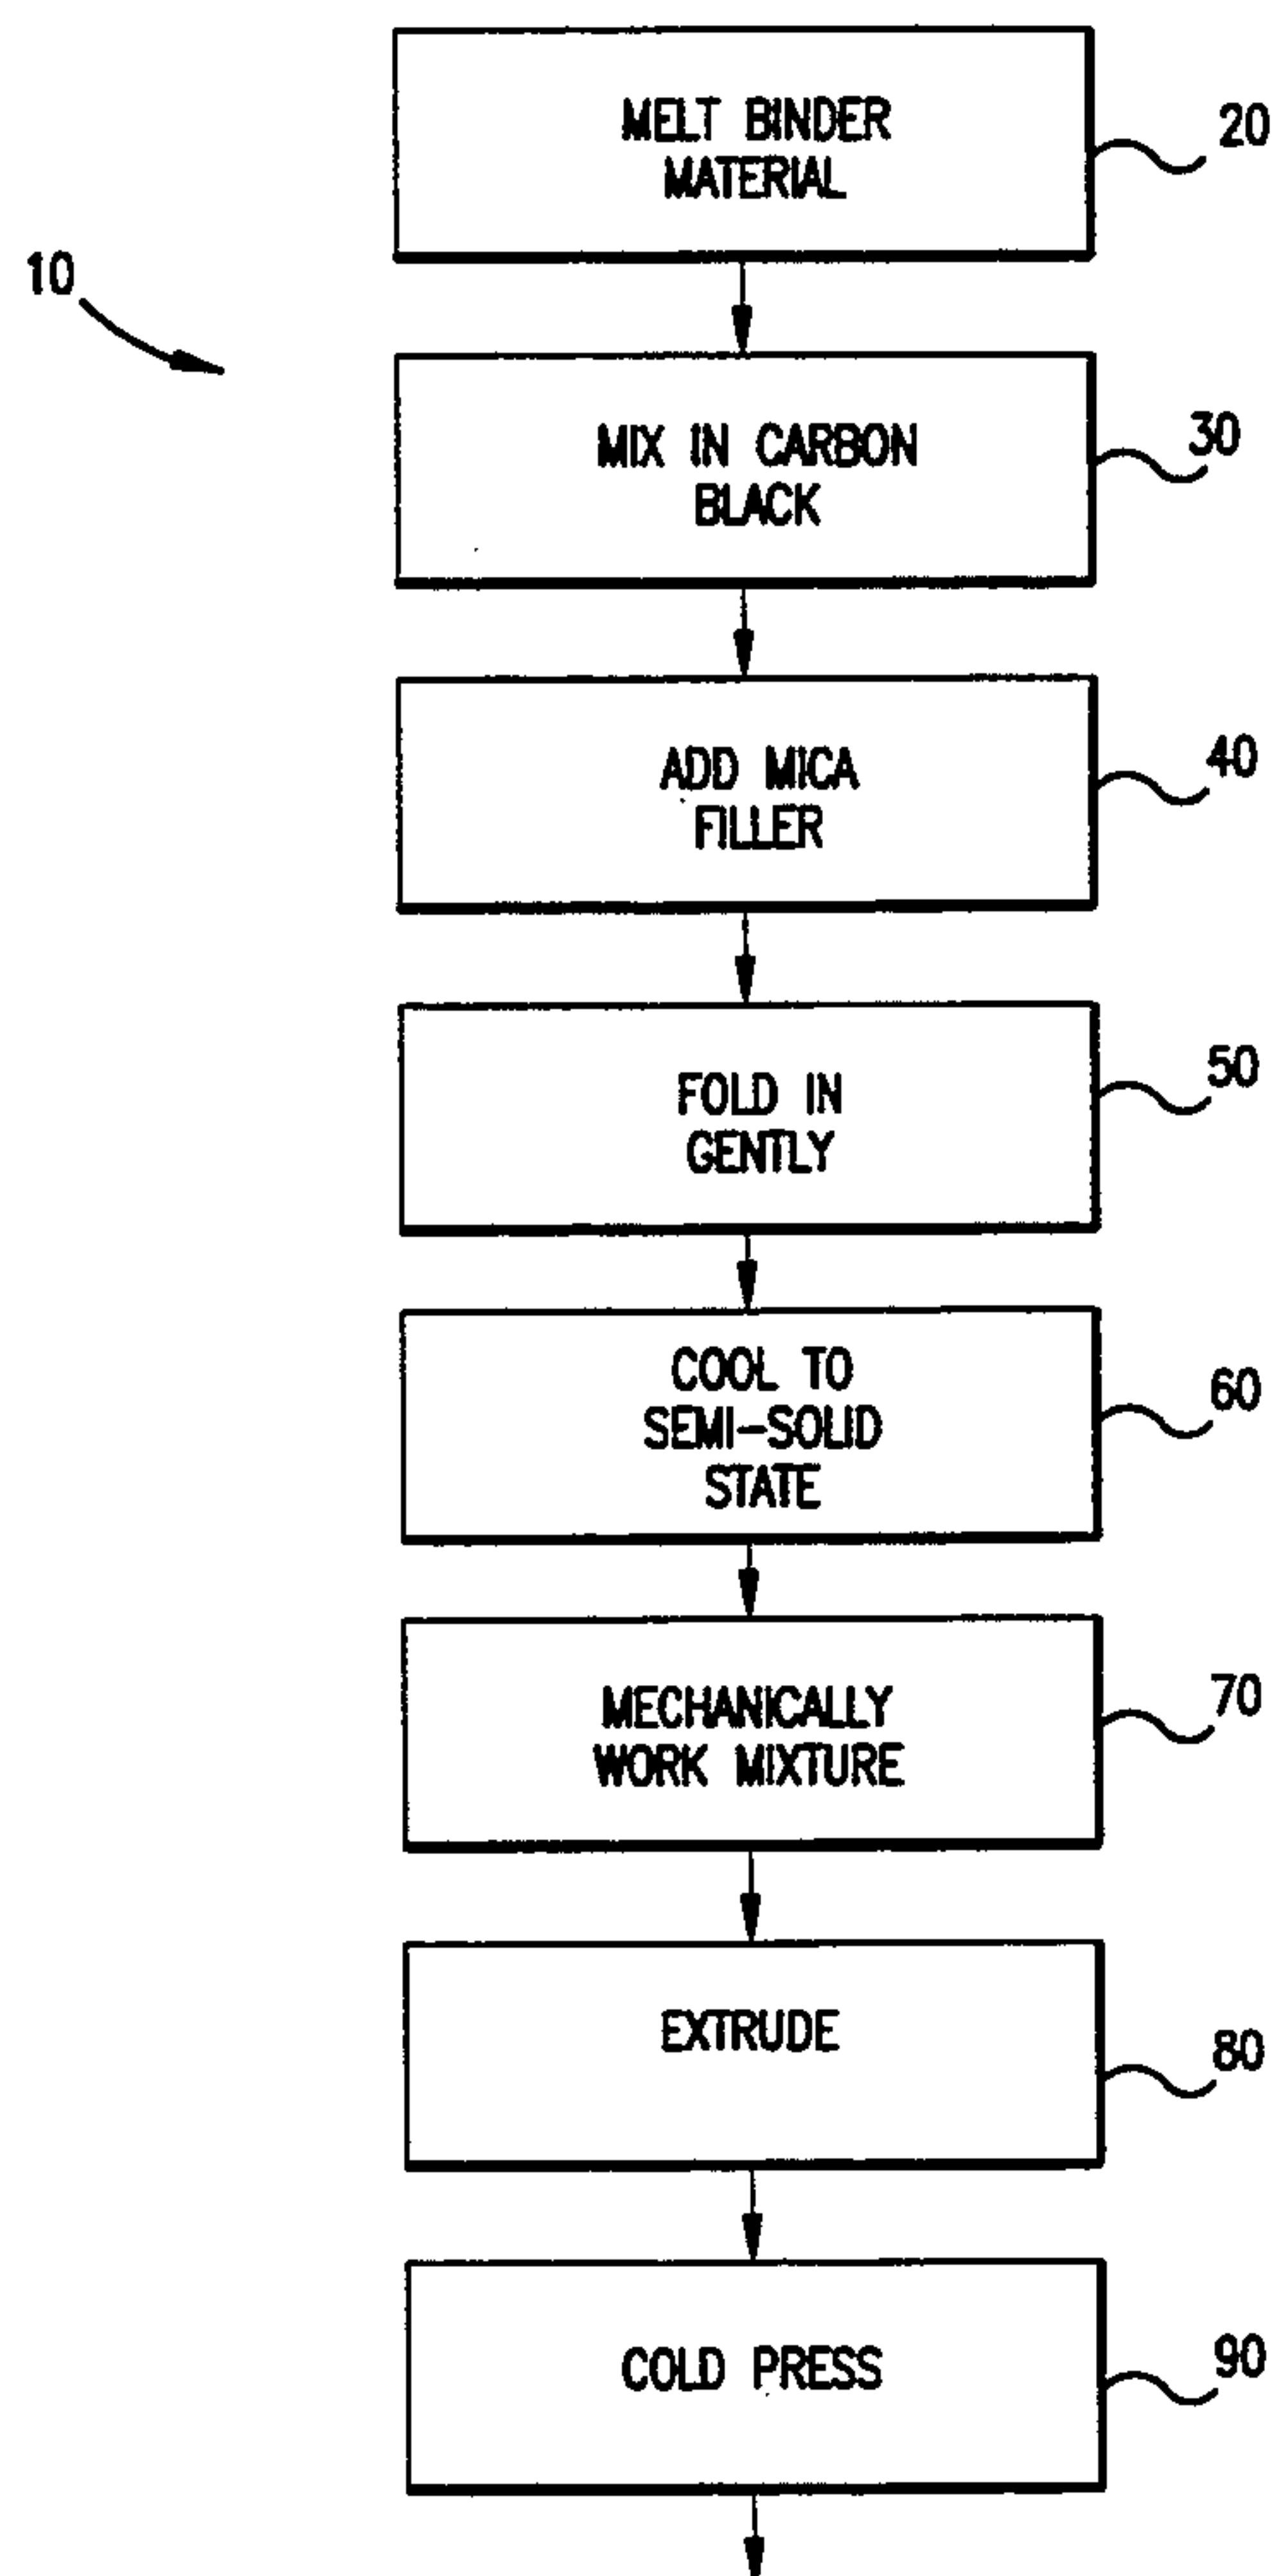 MELT BINDER
MATERIAL
20
10
MIX IN CARBON
BLACK
30
ADD MICA
FILLER
40
FOLD IN
GENTLY
50
COOL TO
SEMI-SOLID
STATE
60
MECHANICALLY
WORK MIXTURE
70
EXTRUDE
80
COLD PRESS
90